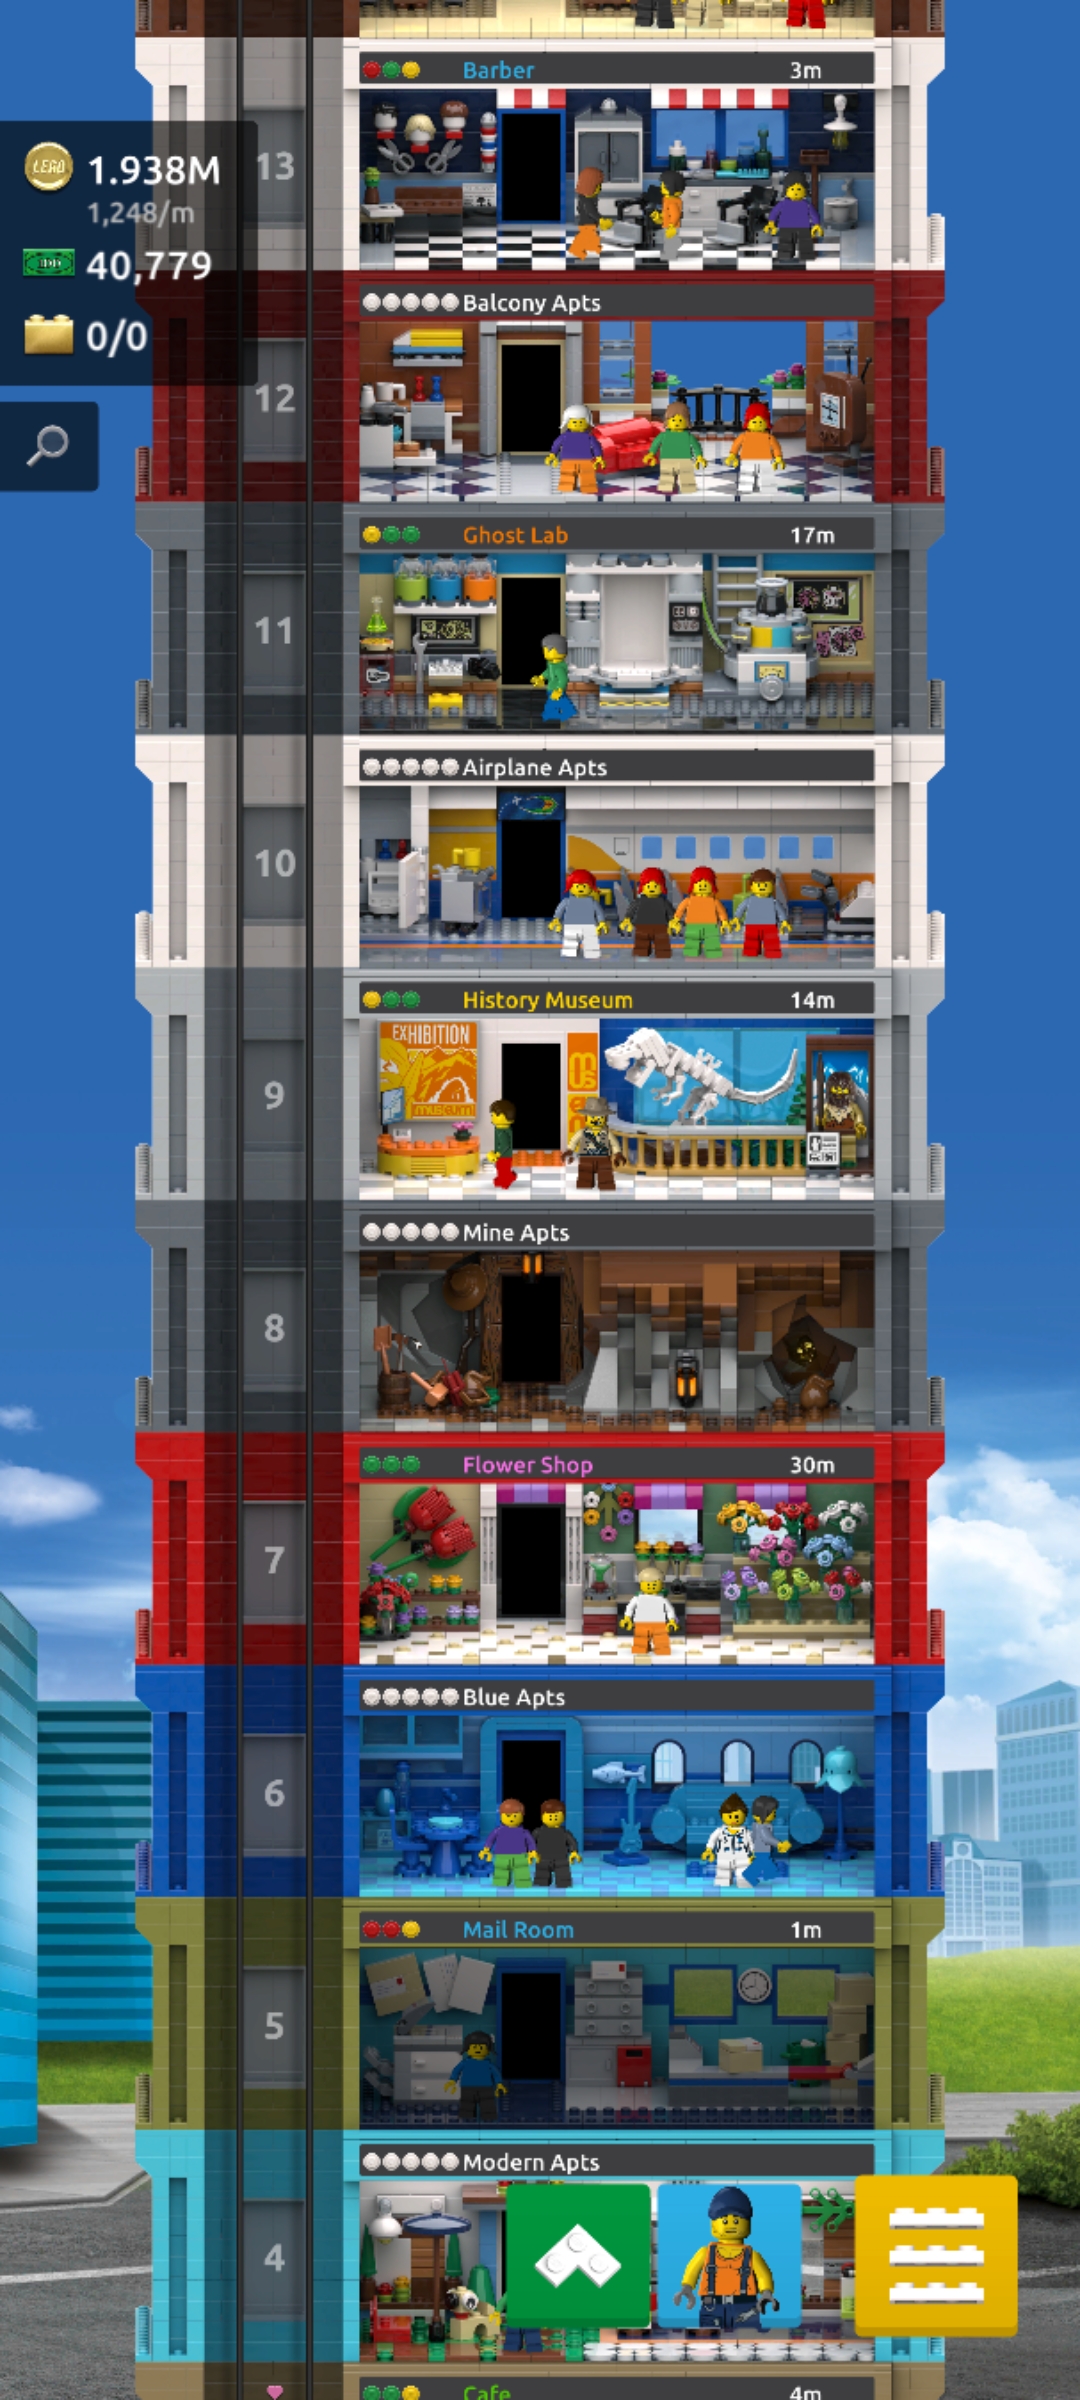 Barber 3m
13
LEGO 1.938M
1,248/m
40,779
Balcony Apts
0/0
12
Ghost Lab 17m
11
Airplane Apts
10
History Museum 14m
EXHIBITION
museum
9
Mine Apts
8
Flower Shop 30m
7
Blue Apts
6
Mail Room 1m
5
Modern Apts
4
Cafe 4m